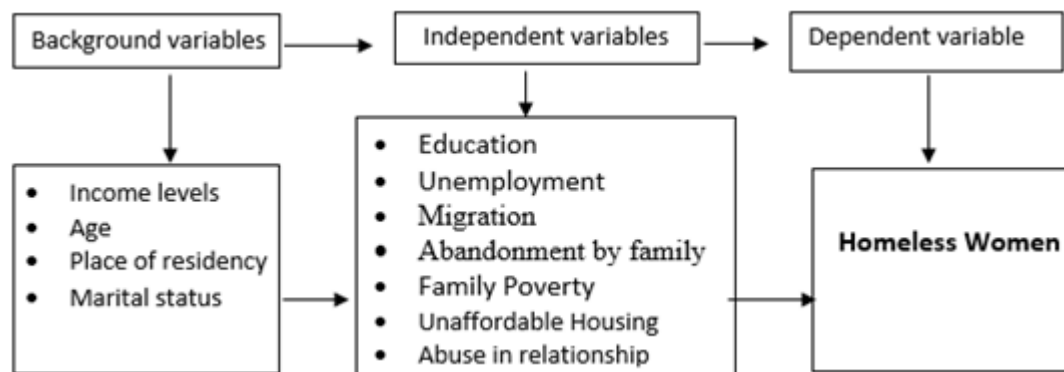 Background variables
Independent variables
Dependent variable
• Income levels
• Age
• Place of residency
• Marital status
• Education
• Unemployment
• Migration
• Abandonment by family
• Family Poverty
• Unaffordable Housing
• Abuse in relationship
Homeless Women